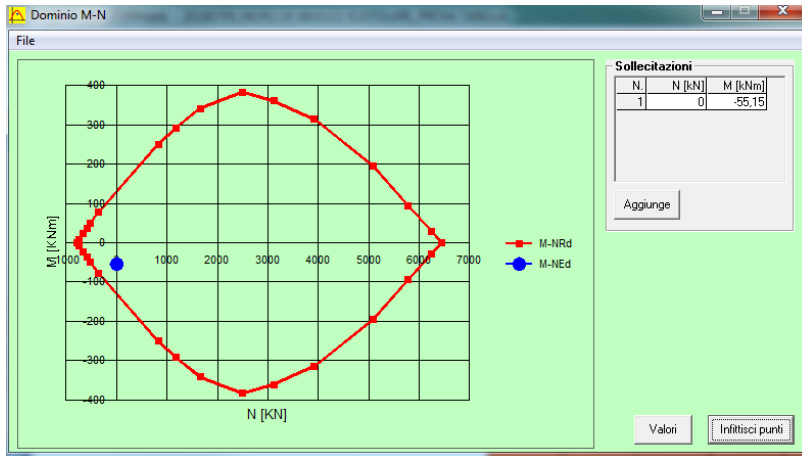 Dominio M-N
File
400
300
200
100
0
-100
-200
-300
-400
1000 0 1000 2000 3000 4000 5000 6000 7000
M [KNm]
N [KN]
M-NRd
M-NEd
Sollecitazioni
N. N [kN] M [kNm]
1 0 -55,15
Aggiunge
Valori
Infittisci punti